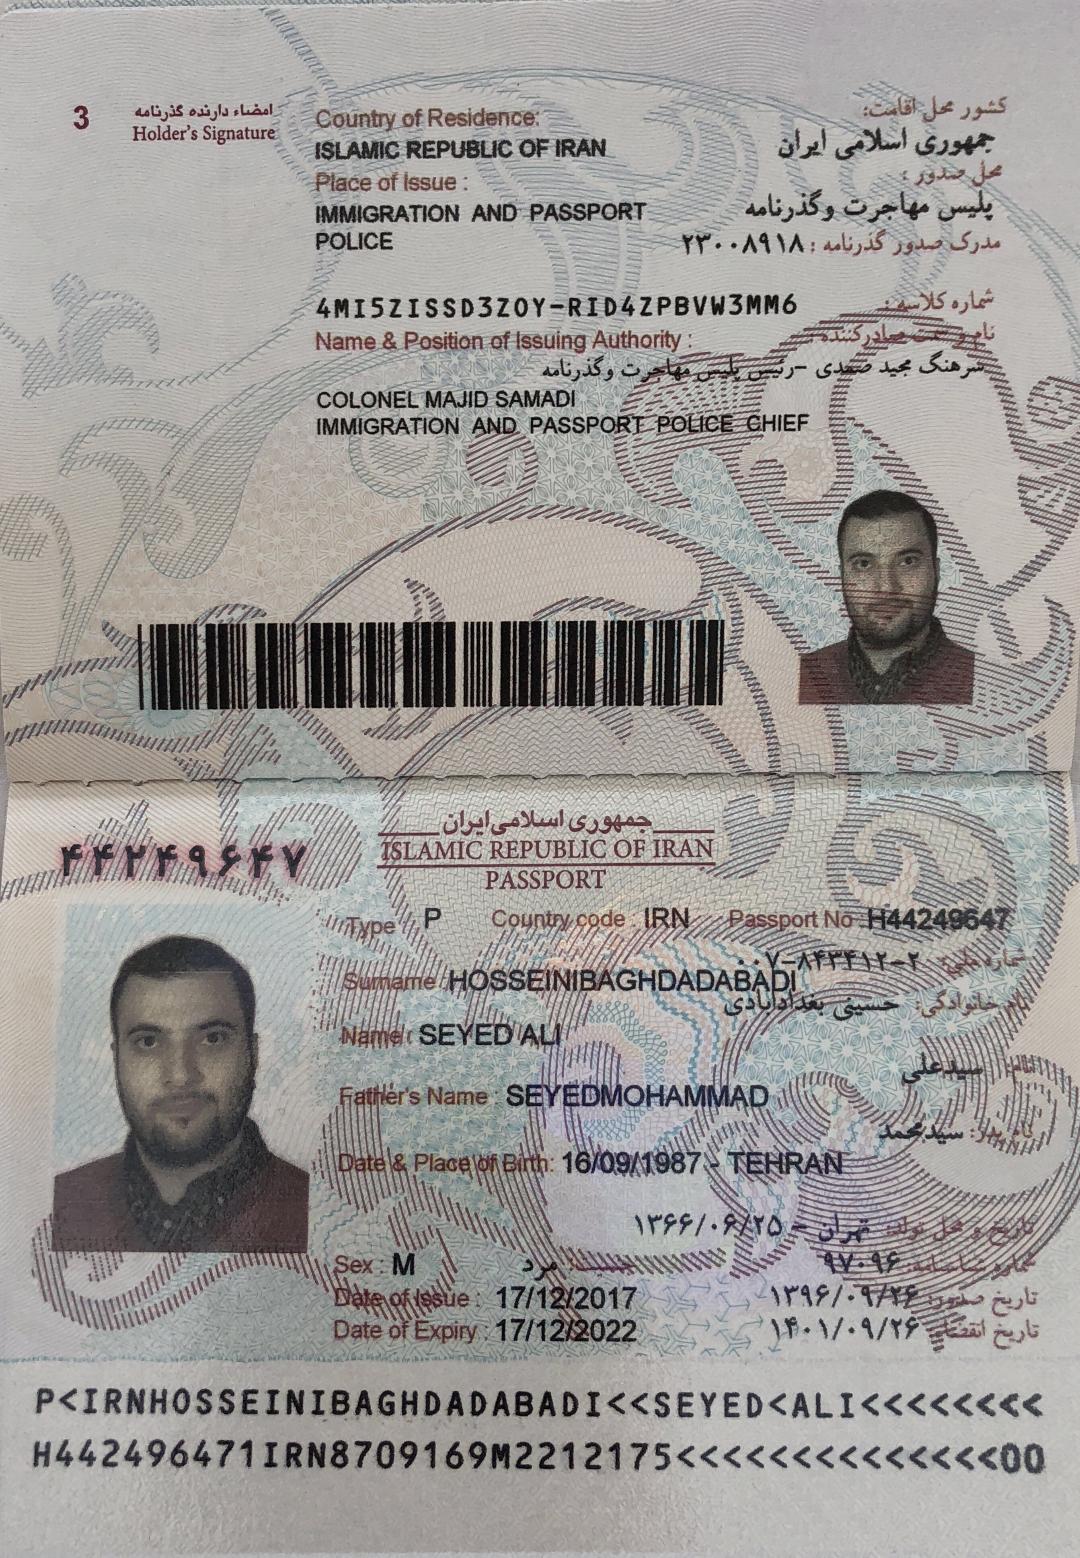 3
امضاء دارنده گذرنامه
Holder's Signature
Country of Residence:
کشور محل اقامت:
ISLAMIC REPUBLIC OF IRAN
جمهوری اسلامی ایران
Place of Issue :
محل صدور :
IMMIGRATION AND PASSPORT
POLICE
پلیس مهاجرت وگذرنامه
مدرک صدور گذرنامه : ۲۳۰۰۸۹۱۸
شماره کلاسه :
4MI5ZISSD3ZOY-RID4ZPBVW3MM6
Name & Position of Issuing Authority :
نام و سمت صادرکننده :
سرهنگ مجید صمدی -رئیس پلیس مهاجرت وگذرنامه
COLONEL MAJID SAMADI
IMMIGRATION AND PASSPORT POLICE CHIEF
جمهوری اسلامی ایران
ISLAMIC REPUBLIC OF IRAN
PASSPORT
۴۴۲۴۹۶۴۷
Type P Country code : IRN Passport No H44249647
شماره ملی: ۰۰۷-۸۴۳۴۱۲-۲
Surname HOSSEINIBAGHDADABADI
نام خانوادگی: حسینی بغدادآبادی
Name : SEYED ALI
نام: سیدعلی
Father's Name : SEYEDMOHAMMAD
نام پدر: سیدمحمد
Date & Place of Birth: 16/09/1987 - TEHRAN
تاریخ و محل تولد: ۱۳۶۶/۰۶/۲۵ - تهران
Sex : M
جنسیت: مرد
شماره شناسنامه: ۹۷۰۹۶
Date of Issue : 17/12/2017
تاریخ صدور: ۱۳۹۶/۰۹/۲۶
Date of Expiry : 17/12/2022
تاریخ انقضاء: ۱۴۰۱/۰۹/۲۶
P<IRNHOSSEINIBAGHDADABADI<<SEYED<ALI<<<<<<<<
H442496471IRN8709169M2212175<<<<<<<<<<<<<<00